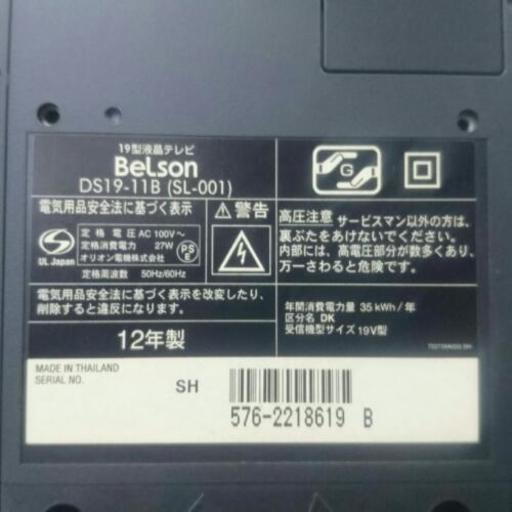 19型液晶テレビ
BeLson
DS19-11B (SL-001)
G
電気用品安全法に基づく表示
UL Japan
定格電圧 AC 100V～
定格消費電力 27W
オリオン電機株式会社
定格周波数 50Hz/60Hz
PS
E
警告
高圧注意 サービスマン以外の方は、
裏ぶたをあけないでください。
内部には、高電圧部分が数多くあり、
万一さわると危険です。
電気用品安全法に基づく表示を改変したり、
削除すると違反になります。
12年製
年間消費電力量 35 kWh/年
区分名 DK
受信機型サイズ 19V型
MADE IN THAILAND
SERIAL NO.
SH
576-2218619 B